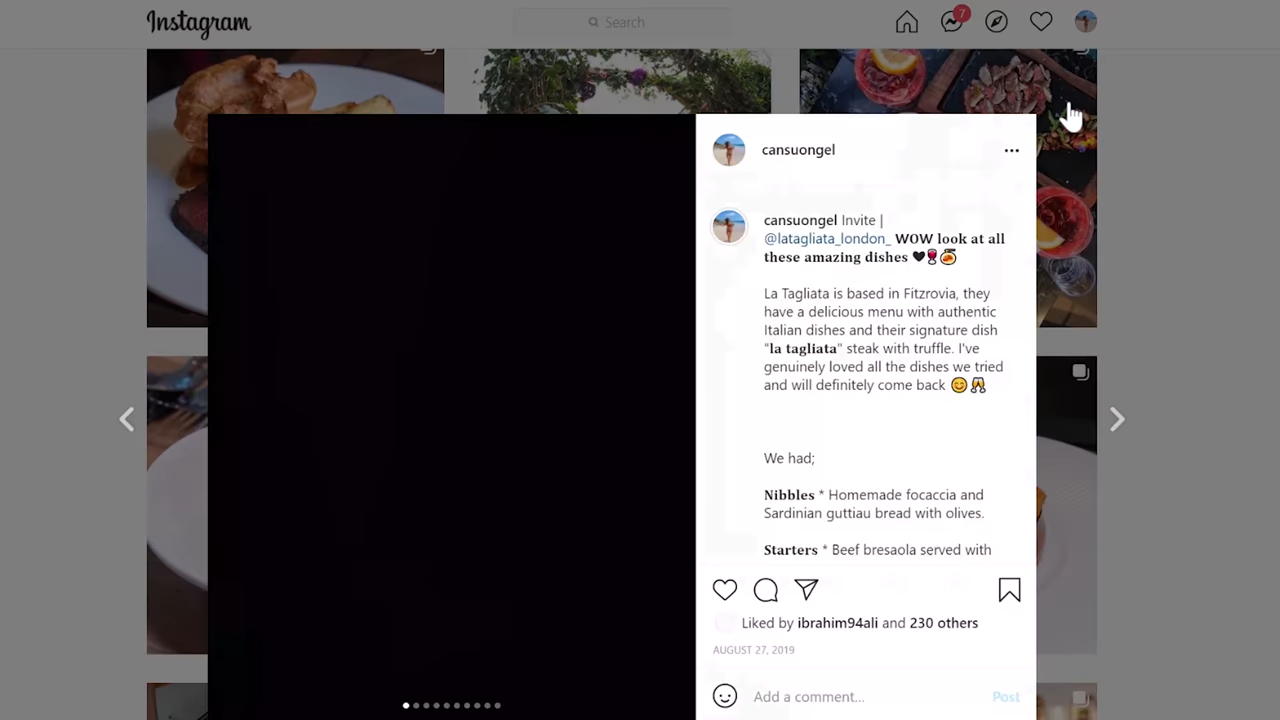 Instagram
Search
7
cansuongel
cansuongel Invite |
@latagliata_london_ WOW look at all
these amazing dishes 🖤🍷🍝
La Tagliata is based in Fitzrovia, they
have a delicious menu with authentic
Italian dishes and their signature dish
“la tagliata” steak with truffle. I've
genuinely loved all the dishes we tried
and will definitely come back 😊🥂
We had;
Nibbles * Homemade focaccia and
Sardinian guttiau bread with olives.
Starters * Beef bresaola served with
Liked by ibrahim94ali and 230 others
AUGUST 27, 2019
Add a comment...
Post